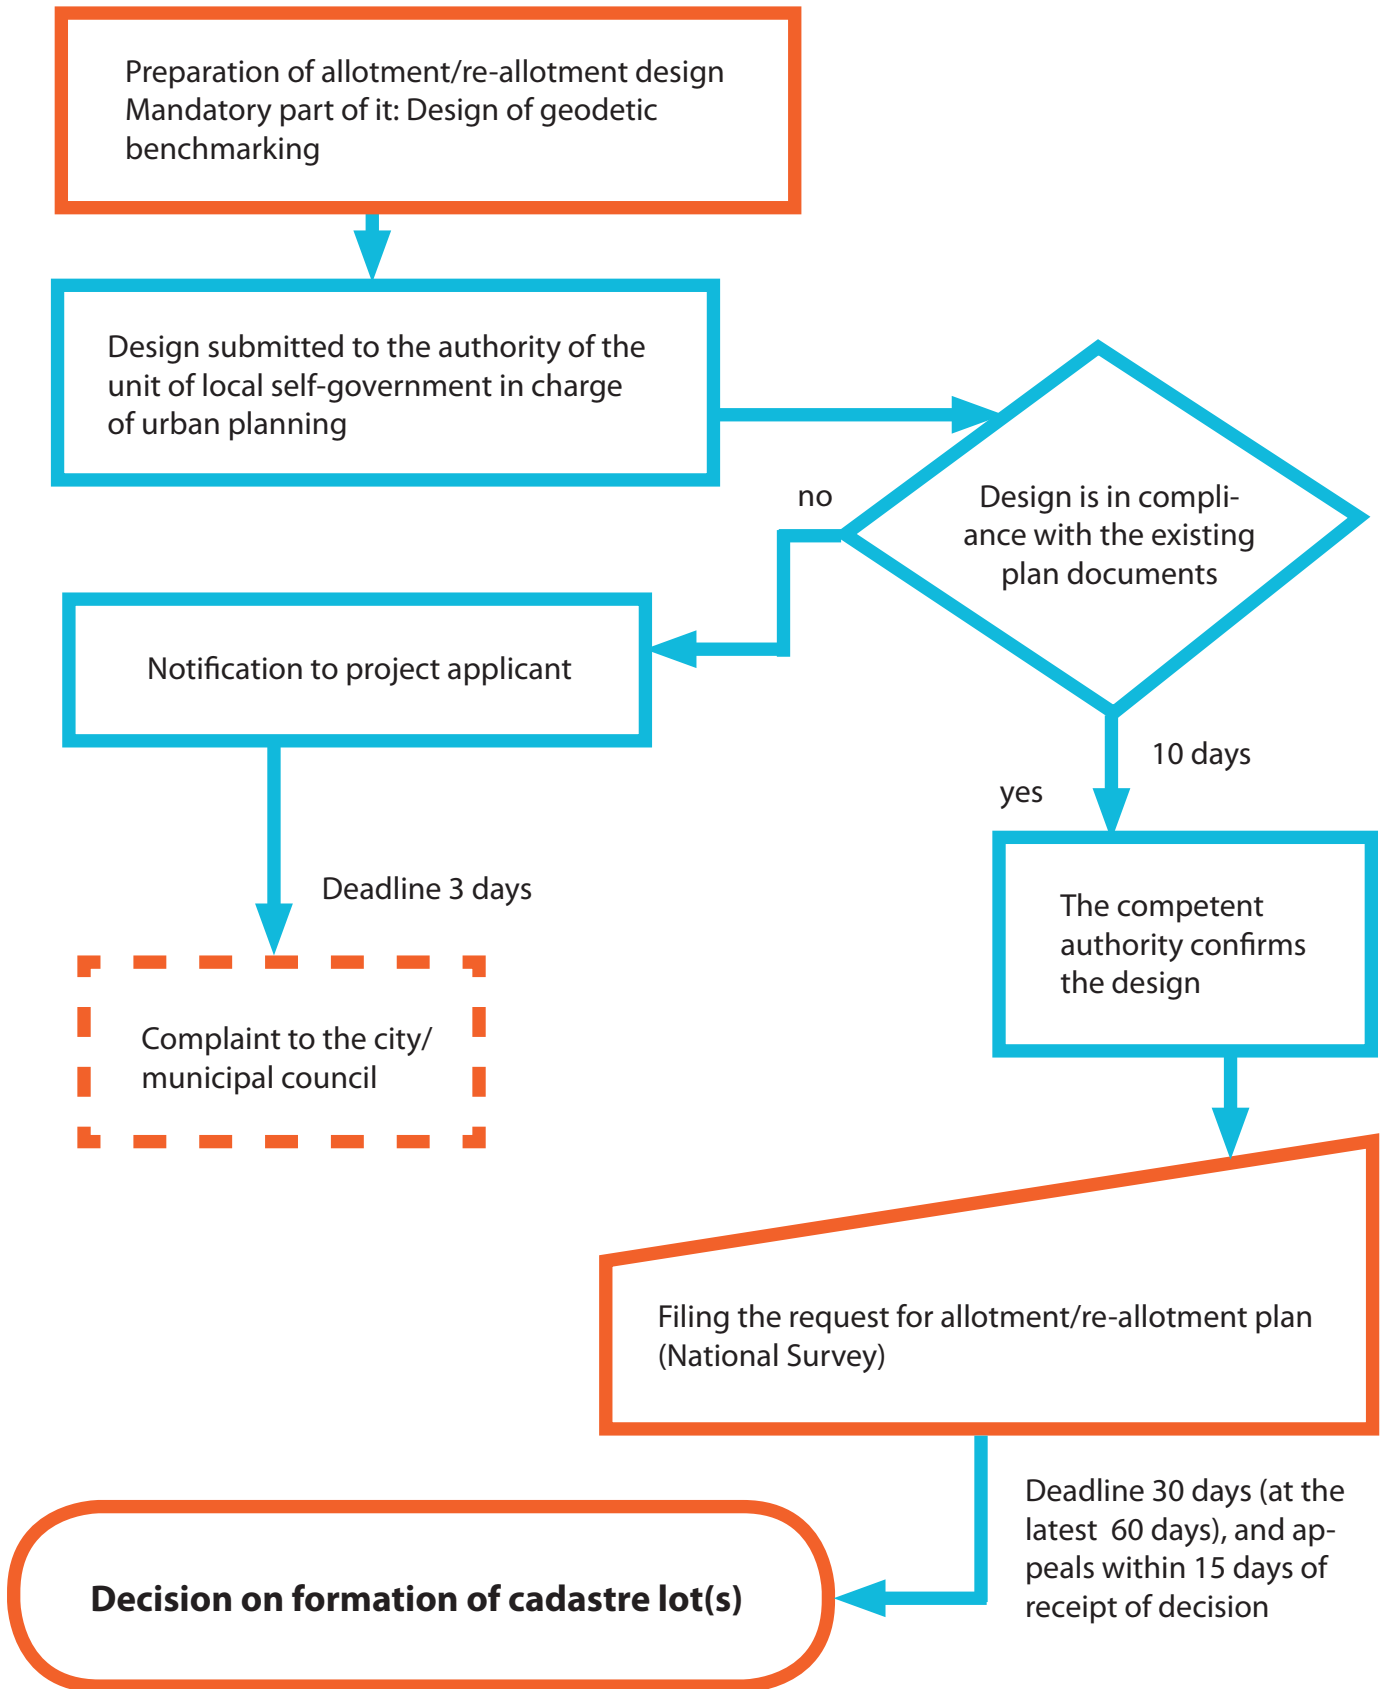 Preparation of allotment/re-allotment design
Mandatory part of it: Design of geodetic
benchmarking
Design submitted to the authority of the
unit of local self-government in charge
of urban planning
no
Design is in compli-
ance with the existing
plan documents
Notification to project applicant
10 days
yes
Deadline 3 days
The competent
authority confirms
the design
Complaint to the city/
municipal council
Filing the request for allotment/re-allotment plan
(National Survey)
Deadline 30 days (at the
latest  60 days), and ap-
peals within 15 days of
receipt of decision
Decision on formation of cadastre lot(s)